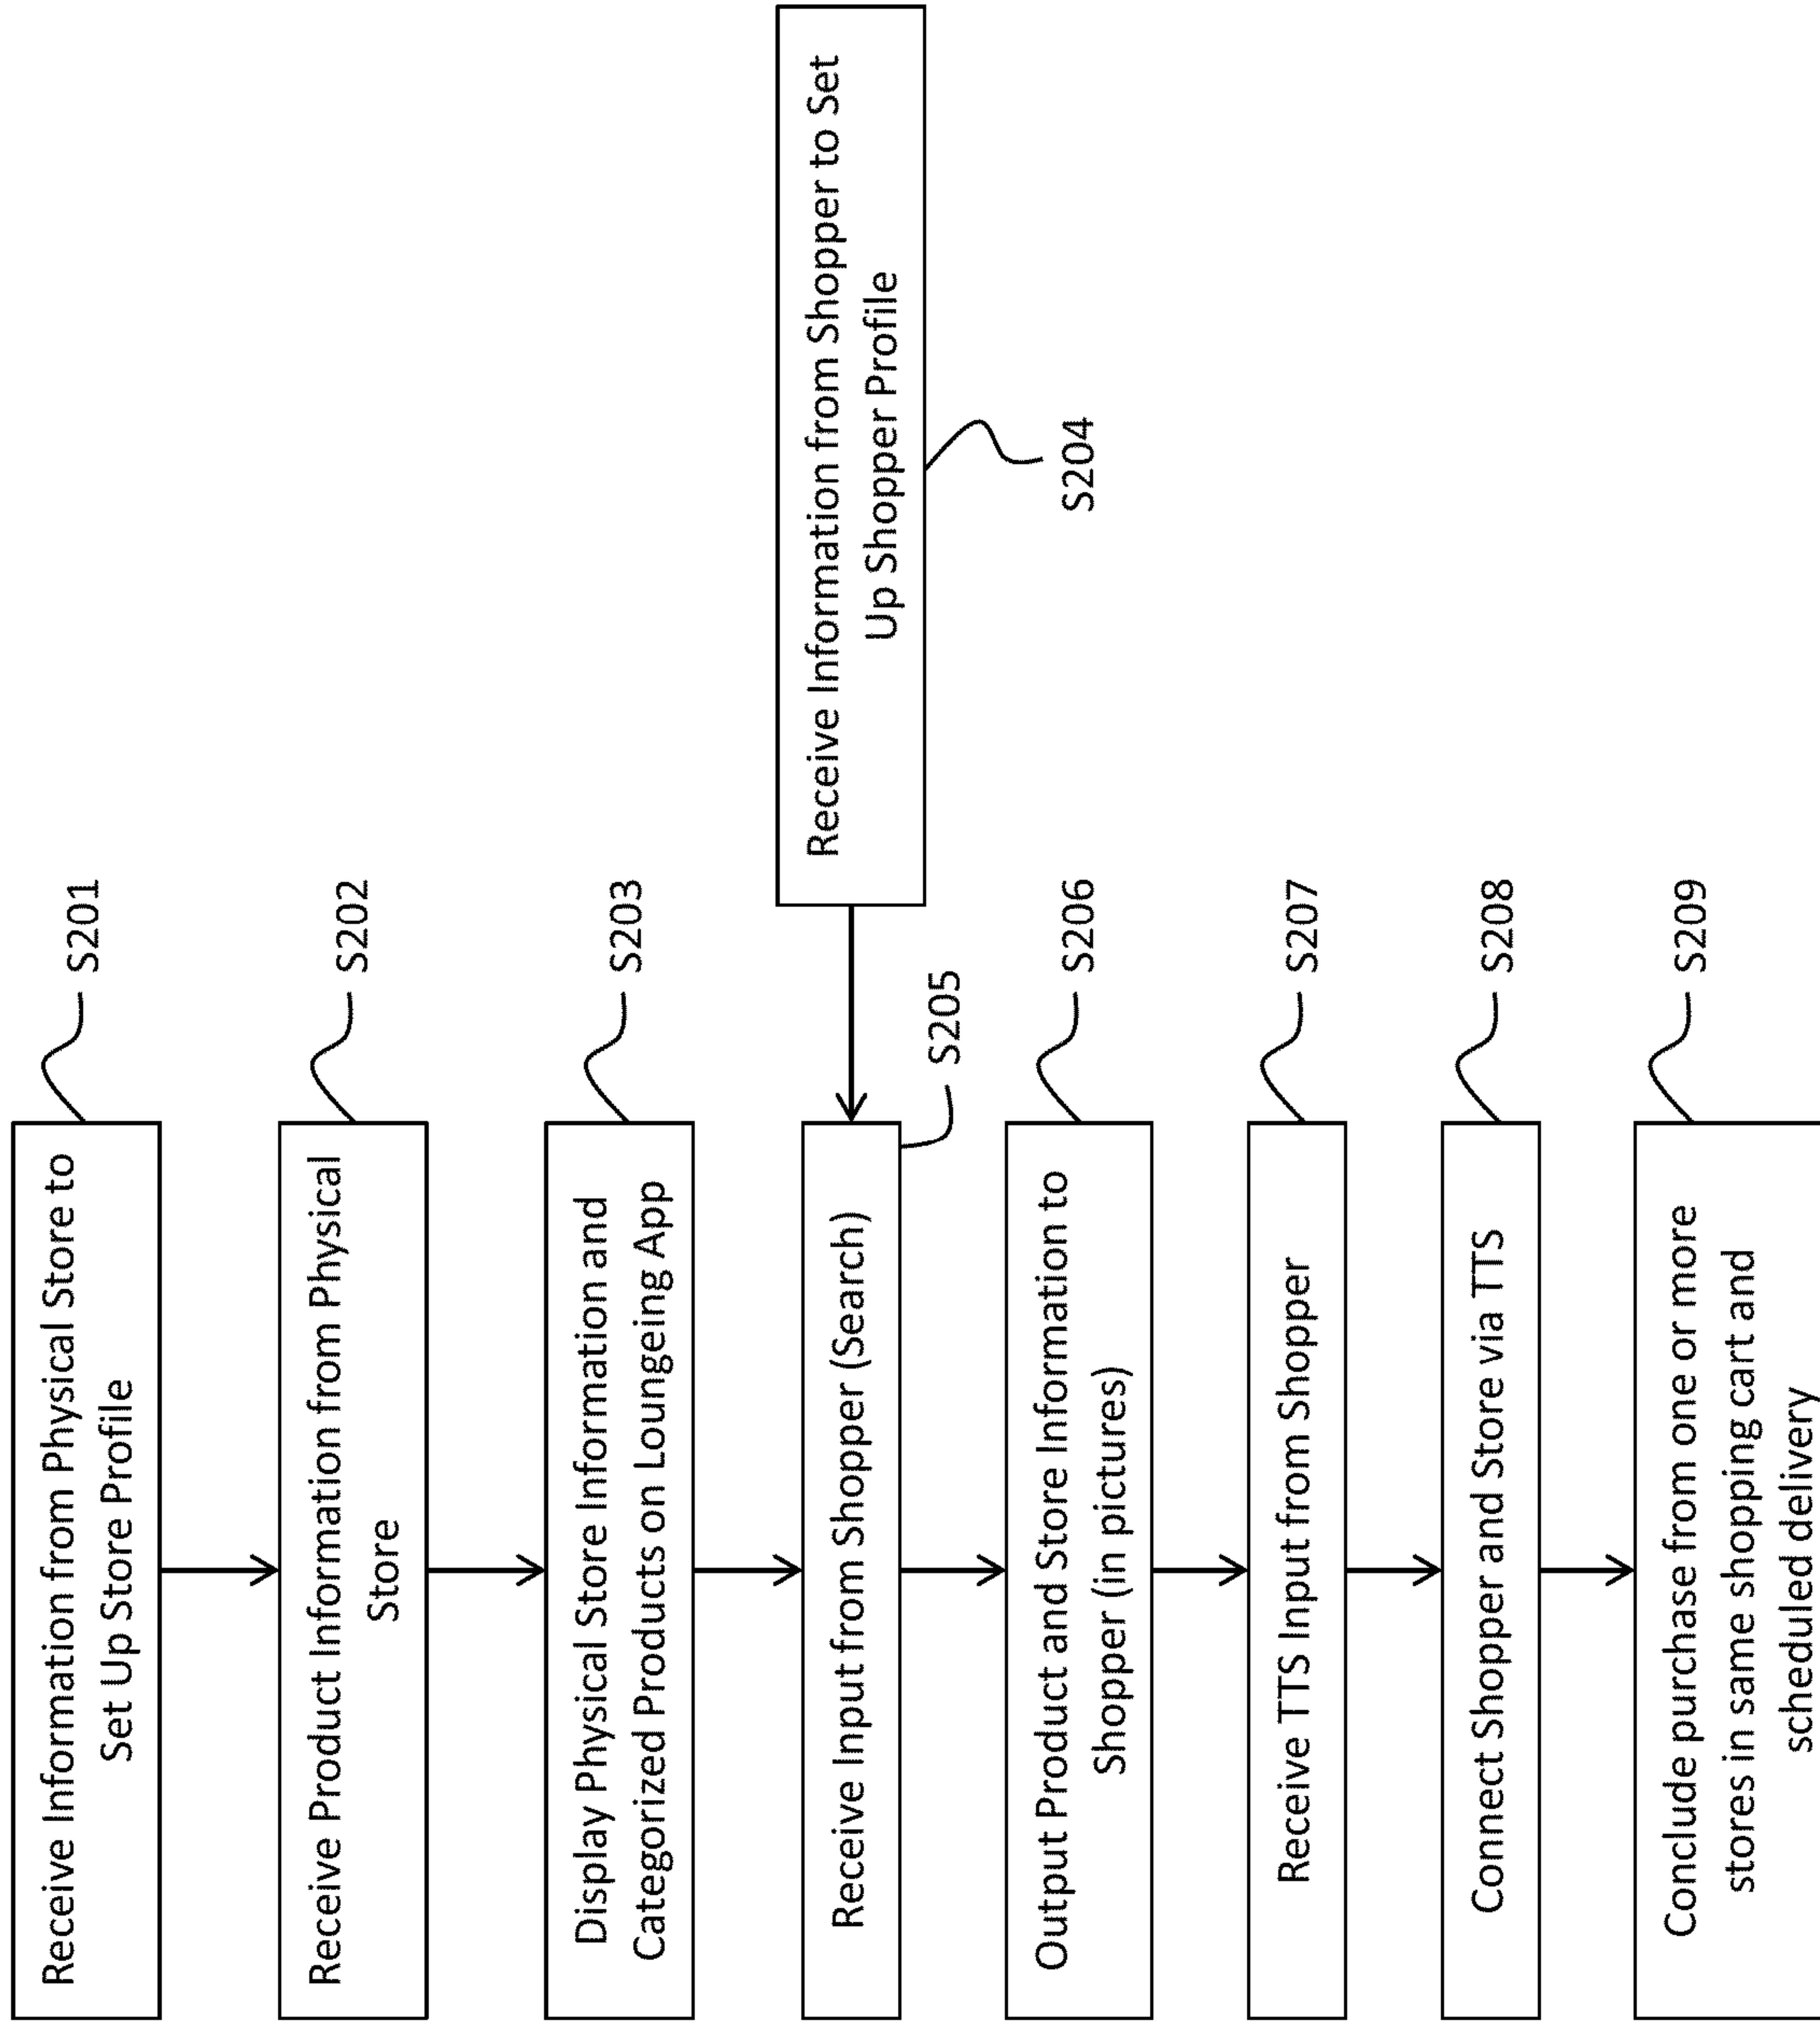 Receive Information from Physical Store to
Set Up Store Profile
S201
Receive Product Information from Physical
Store
S202
Display Physical Store Information and
Categorized Products on Loungeing App
S203
Receive Information from Shopper to Set
Up Shopper Profile
S204
Receive Input from Shopper (Search)
S205
Output Product and Store Information to
Shopper (in pictures)
S206
Receive TTS Input from Shopper
S207
Connect Shopper and Store via TTS
S208
Conclude purchase from one or more
stores in same shopping cart and
scheduled delivery
S209